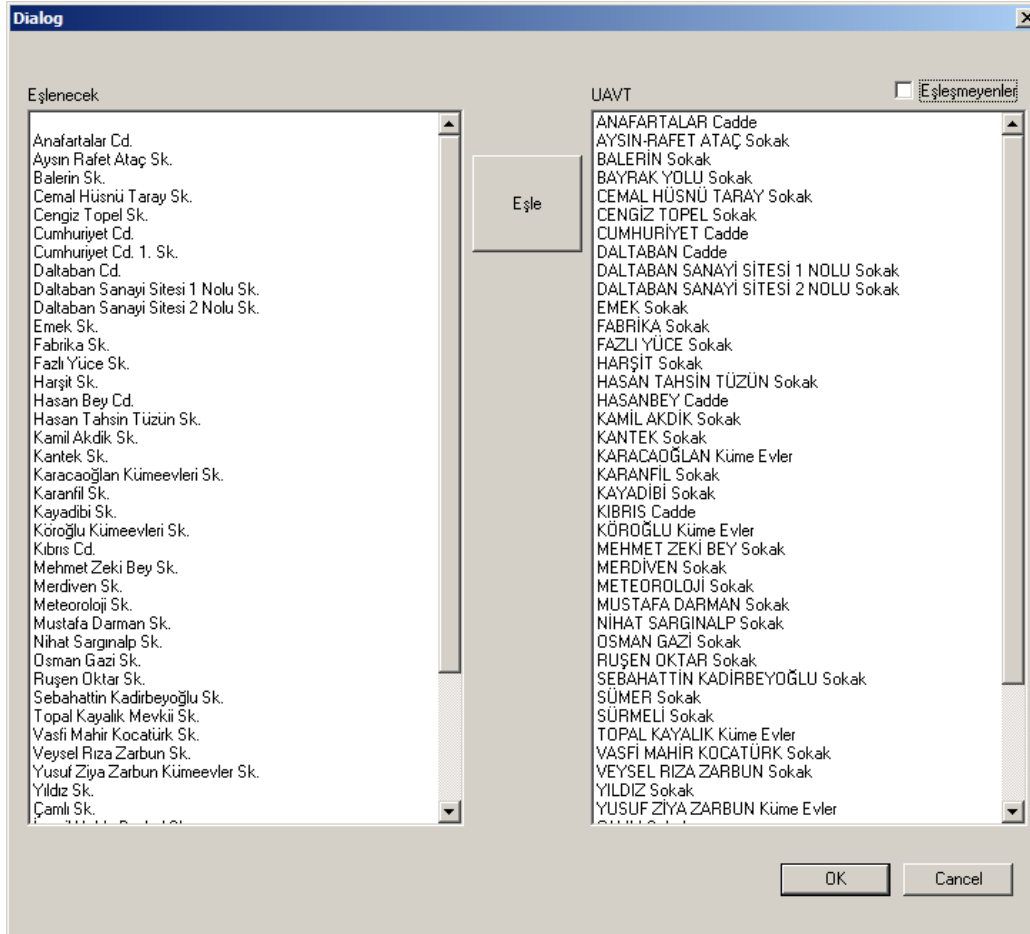 Dialog
Eşlenecek
Anafartalar Cd.
Aysın Rafet Ataç Sk.
Balerin Sk.
Cemal Hüsnü Taray Sk.
Cengiz Topel Sk.
Cumhuriyet Cd.
Cumhuriyet Cd. 1. Sk.
Daltaban Cd.
Daltaban Sanayi Sitesi 1 Nolu Sk.
Daltaban Sanayi Sitesi 2 Nolu Sk.
Emek Sk.
Fabrika Sk.
Fazlı Yüce Sk.
Harşit Sk.
Hasan Bey Cd.
Hasan Tahsin Tüzün Sk.
Kamil Akdik Sk.
Kantek Sk.
Karacaoğlan Kümeevleri Sk.
Karanfil Sk.
Kayadibi Sk.
Köroğlu Kümeevleri Sk.
Kıbrıs Cd.
Mehmet Zeki Bey Sk.
Merdiven Sk.
Meteoroloji Sk.
Mustafa Darman Sk.
Nihat Sargınalp Sk.
Osman Gazi Sk.
Ruşen Oktar Sk.
Sebahattin Kadirbeyoğlu Sk.
Topal Kayalık Mevkii Sk.
Vasfi Mahir Kocatürk Sk.
Veysel Rıza Zarbun Sk.
Yusuf Ziya Zarbun Kümeevler Sk.
Yıldız Sk.
Çamlı Sk.
Eşle
UAVT
Eşleşmeyenler
ANAFARTALAR Cadde
AYSIN-RAFET ATAÇ Sokak
BALERİN Sokak
BAYRAK YOLU Sokak
CEMAL HÜSNÜ TARAY Sokak
CENGİZ TOPEL Sokak
CUMHURİYET Cadde
DALTABAN Cadde
DALTABAN SANAYİ SİTESİ 1 NOLU Sokak
DALTABAN SANAYİ SİTESİ 2 NOLU Sokak
EMEK Sokak
FABRİKA Sokak
FAZLI YÜCE Sokak
HARŞİT Sokak
HASAN TAHSİN TÜZÜN Sokak
HASANBEY Cadde
KAMİL AKDİK Sokak
KANTEK Sokak
KARACAOĞLAN Küme Evler
KARANFİL Sokak
KAYADİBİ Sokak
KIBRIS Cadde
KÖROĞLU Küme Evler
MEHMET ZEKİ BEY Sokak
MERDİVEN Sokak
METEOROLOJİ Sokak
MUSTAFA DARMAN Sokak
NİHAT SARGINALP Sokak
OSMAN GAZİ Sokak
RUŞEN OKTAR Sokak
SEBAHATTİN KADİRBEYOĞLU Sokak
SÜMER Sokak
SÜRMELİ Sokak
TOPAL KAYALIK Küme Evler
VASFİ MAHİR KOCATÜRK Sokak
VEYSEL RIZA ZARBUN Sokak
YILDIZ Sokak
YUSUF ZİYA ZARBUN Küme Evler
OK
Cancel